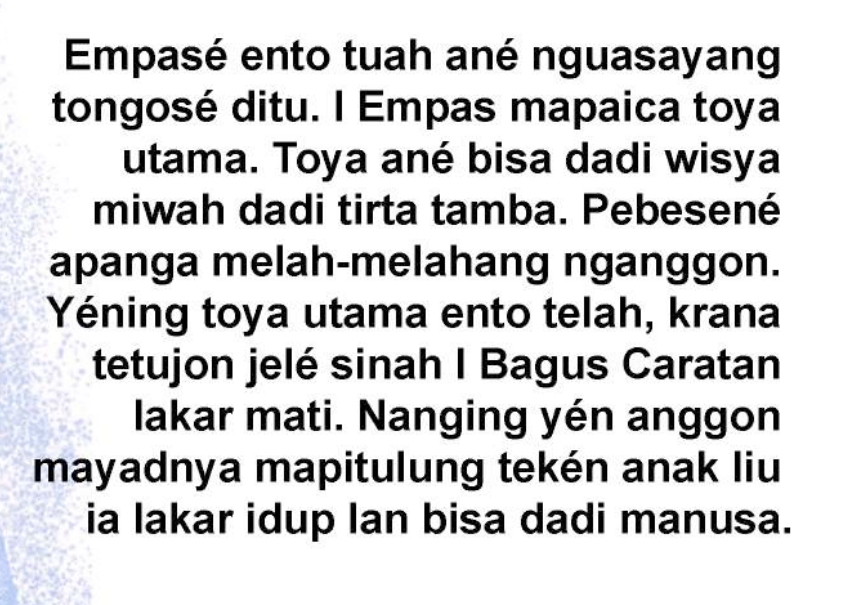 Empasé ento tuah ané nguasayang
tongosé ditu. I Empas mapaica toya
utama. Toya ané bisa dadi wisya
miwah dadi tirta tamba. Pebesené
apanga melah-melahang nganggon.
Yéning toya utama ento telah, krana
tetujon jelé sinah I Bagus Caratan
lakar mati. Nanging yén anggon
mayadnya mapitulung tekén anak liu
ia lakar idup lan bisa dadi manusa.